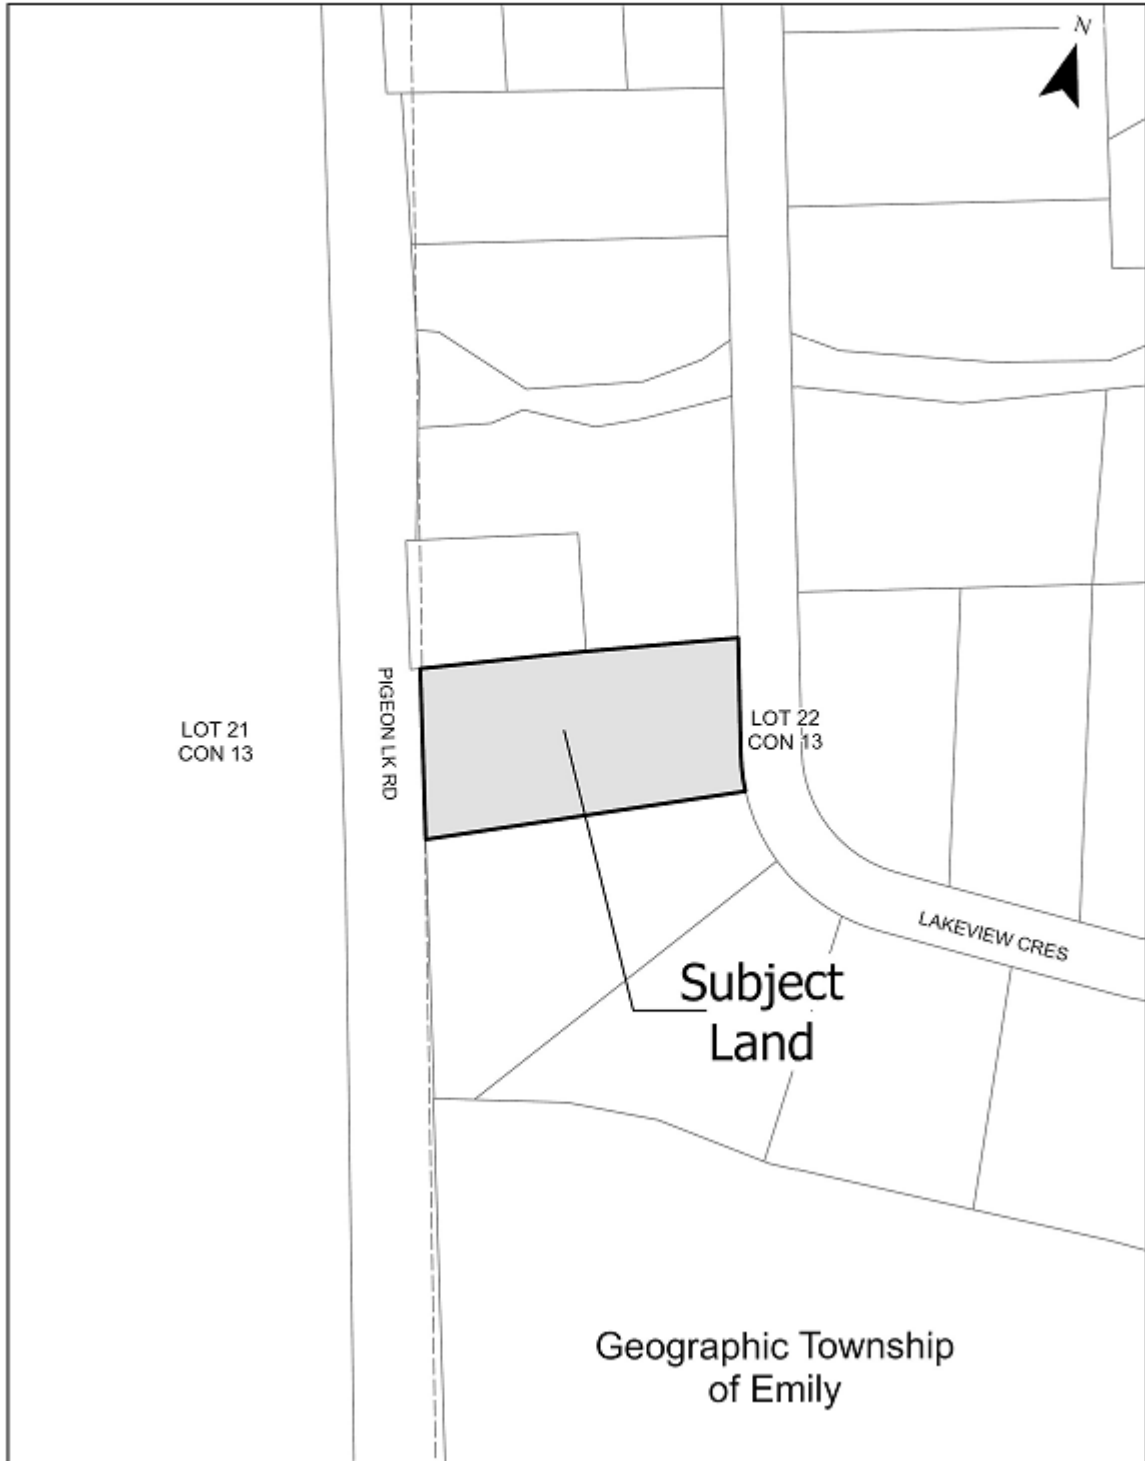 N
PIGEON LK RD
LOT 21
CON 13
LOT 22
CON 13
LAKEVIEW CRES
Subject
Land
Geographic Township
of Emily